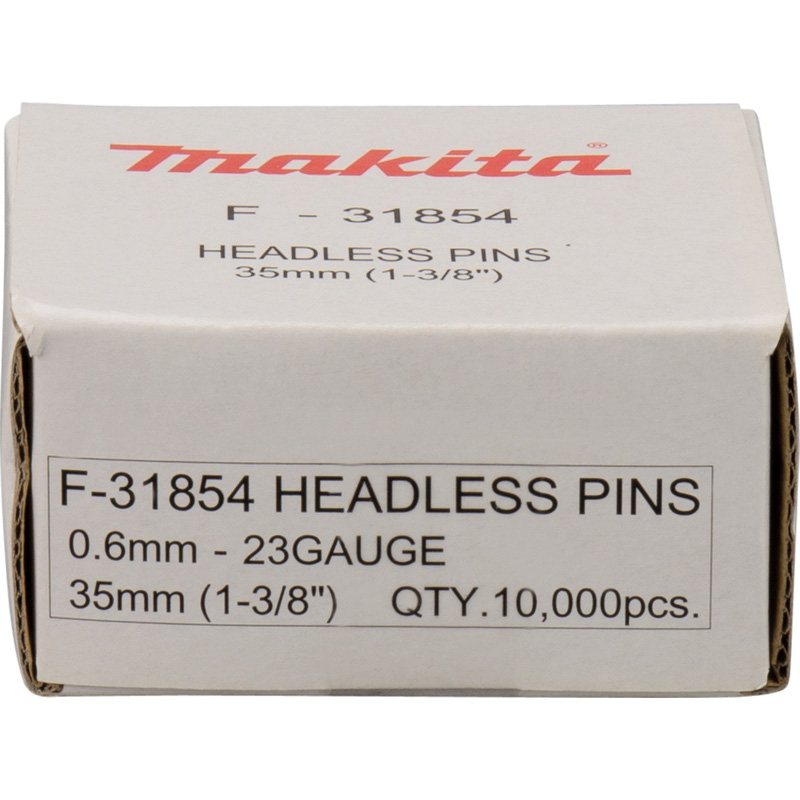 makita®
F - 31854
HEADLESS PINS
35mm (1-3/8")
F-31854 HEADLESS PINS
0.6mm - 23GAUGE
35mm (1-3/8") QTY.10,000pcs.